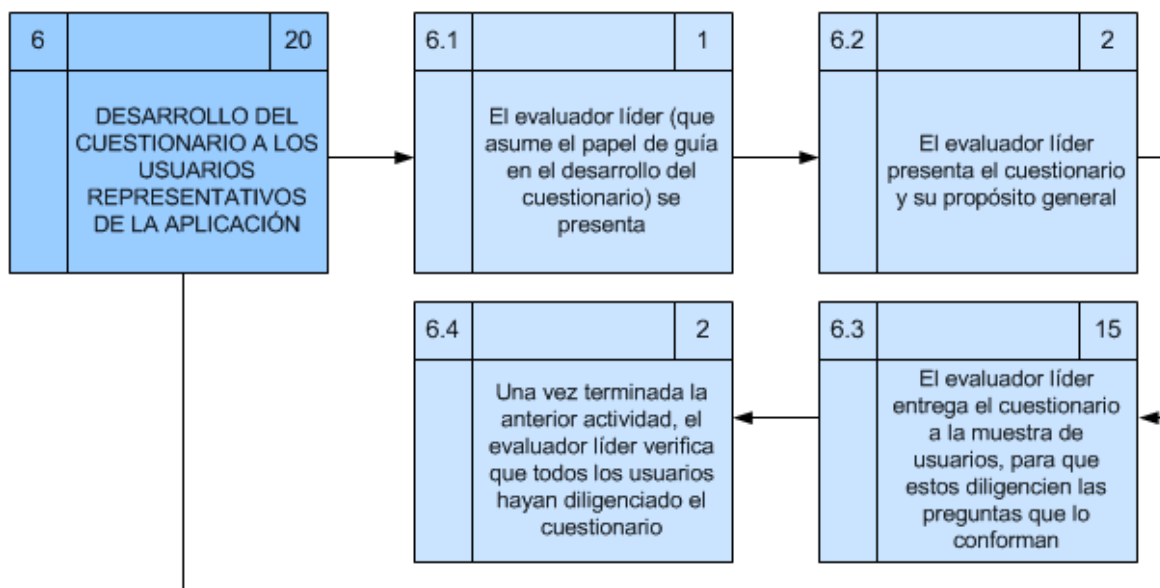 6 20
DESARROLLO DEL
CUESTIONARIO A LOS
USUARIOS
REPRESENTATIVOS
DE LA APLICACIÓN
6.1 1
El evaluador líder (que
asume el papel de guía
en el desarrollo del
cuestionario) se
presenta
6.2 2
El evaluador líder
presenta el cuestionario
y su propósito general
6.3 15
El evaluador líder
entrega el cuestionario
a la muestra de
usuarios, para que
estos diligencien las
preguntas que lo
conforman
6.4 2
Una vez terminada la
anterior actividad, el
evaluador líder verifica
que todos los usuarios
hayan diligenciado el
cuestionario